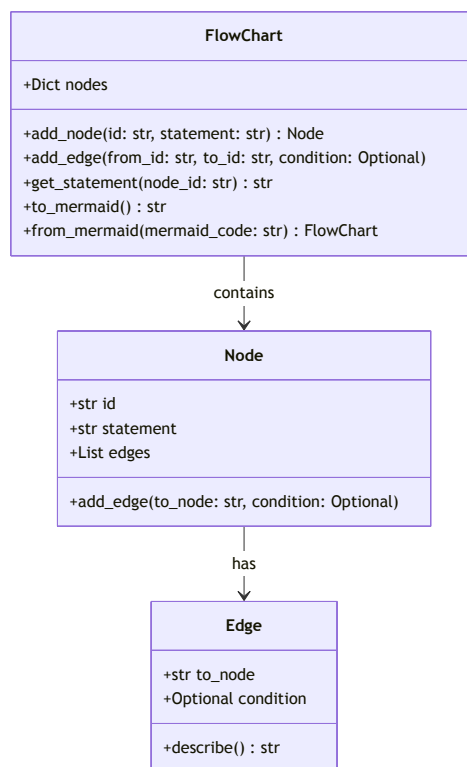 FlowChart
+Dict nodes
+add_node(id: str, statement: str) : Node
+add_edge(from_id: str, to_id: str, condition: Optional)
+get_statement(node_id: str) : str
+to_mermaid() : str
+from_mermaid(mermaid_code: str) : FlowChart
contains
Node
+str id
+str statement
+List edges
+add_edge(to_node: str, condition: Optional)
has
Edge
+str to_node
+Optional condition
+describe() : str